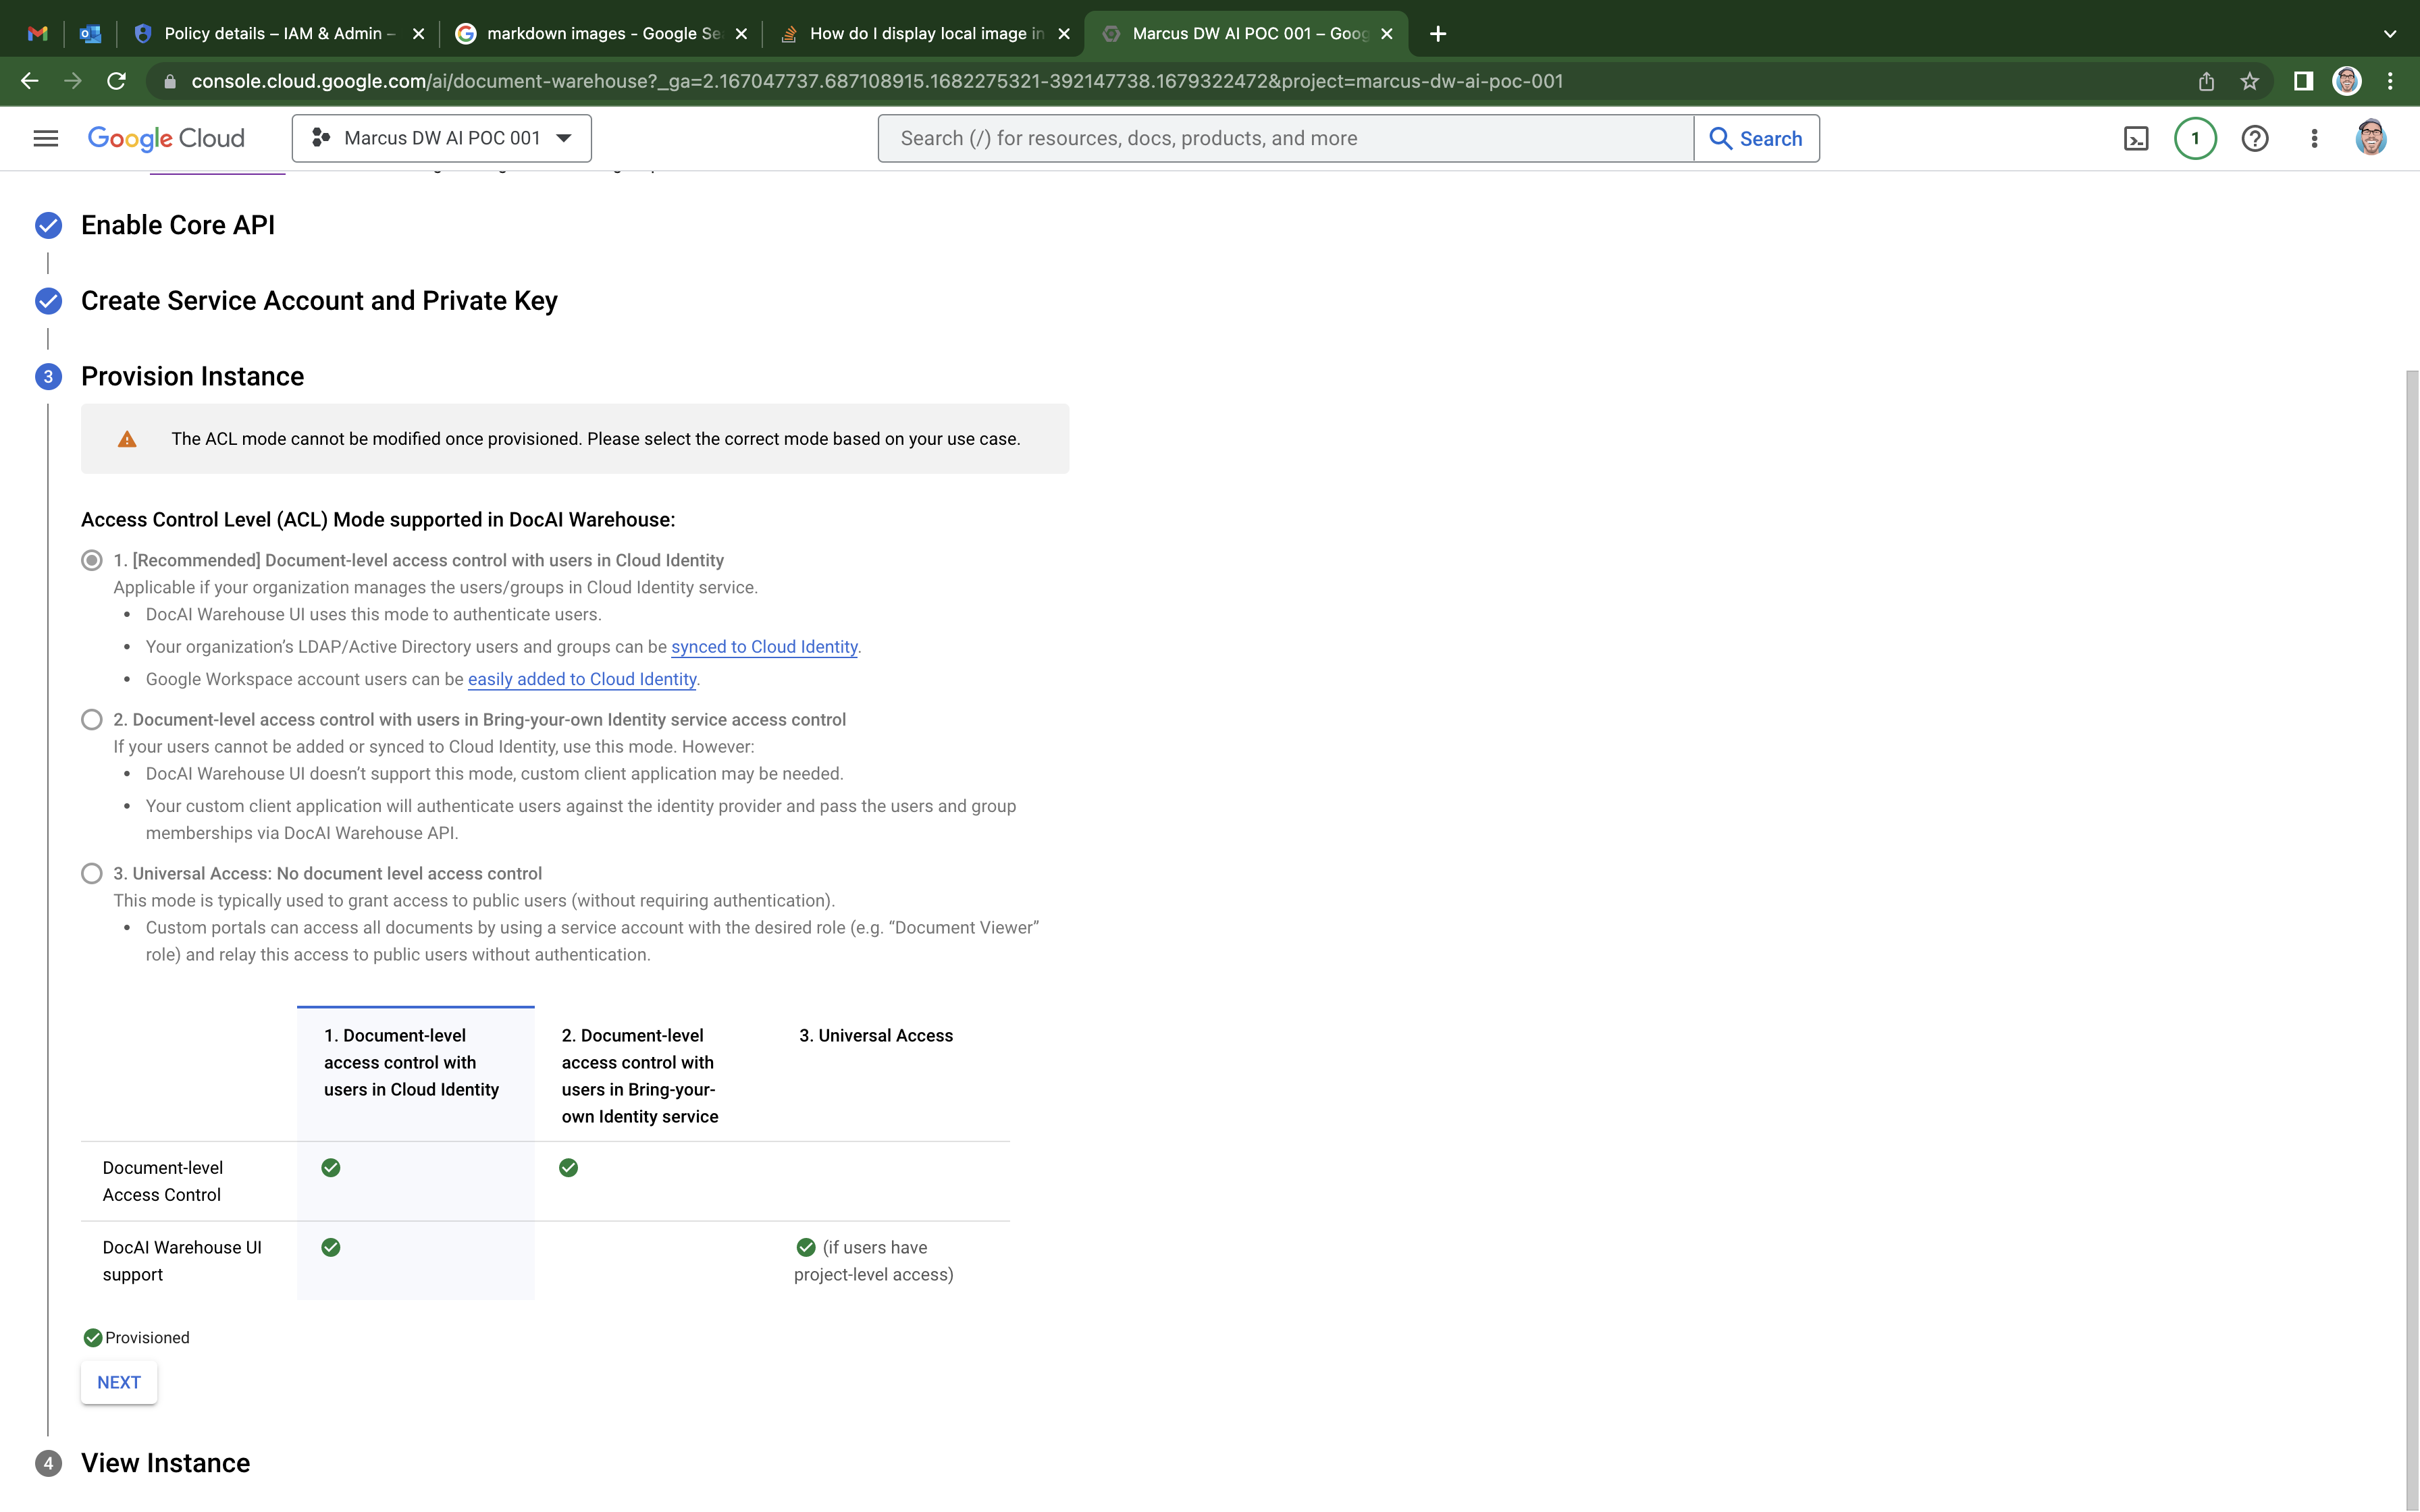 Policy details – IAM & Admin –
markdown images - Google Se
How do I display local image in
Marcus DW AI POC 001 – Goog
console.cloud.google.com/ai/document-warehouse?_ga=2.167047737.687108915.1682275321-392147738.1679322472&project=marcus-dw-ai-poc-001
Google Cloud
Marcus DW AI POC 001
Search (/) for resources, docs, products, and more
Search
1
Enable Core API
Create Service Account and Private Key
3
Provision Instance
The ACL mode cannot be modified once provisioned. Please select the correct mode based on your use case.
Access Control Level (ACL) Mode supported in DocAI Warehouse:
1. [Recommended] Document-level access control with users in Cloud Identity
Applicable if your organization manages the users/groups in Cloud Identity service.
• DocAI Warehouse UI uses this mode to authenticate users.
• Your organization’s LDAP/Active Directory users and groups can be synced to Cloud Identity.
• Google Workspace account users can be easily added to Cloud Identity.
2. Document-level access control with users in Bring-your-own Identity service access control
If your users cannot be added or synced to Cloud Identity, use this mode. However:
• DocAI Warehouse UI doesn’t support this mode, custom client application may be needed.
• Your custom client application will authenticate users against the identity provider and pass the users and group
memberships via DocAI Warehouse API.
3. Universal Access: No document level access control
This mode is typically used to grant access to public users (without requiring authentication).
• Custom portals can access all documents by using a service account with the desired role (e.g. “Document Viewer”
role) and relay this access to public users without authentication.
1. Document-level
access control with
users in Cloud Identity
2. Document-level
access control with
users in Bring-your-
own Identity service
3. Universal Access
Document-level
Access Control
DocAI Warehouse UI
support
(if users have
project-level access)
Provisioned
NEXT
4
View Instance